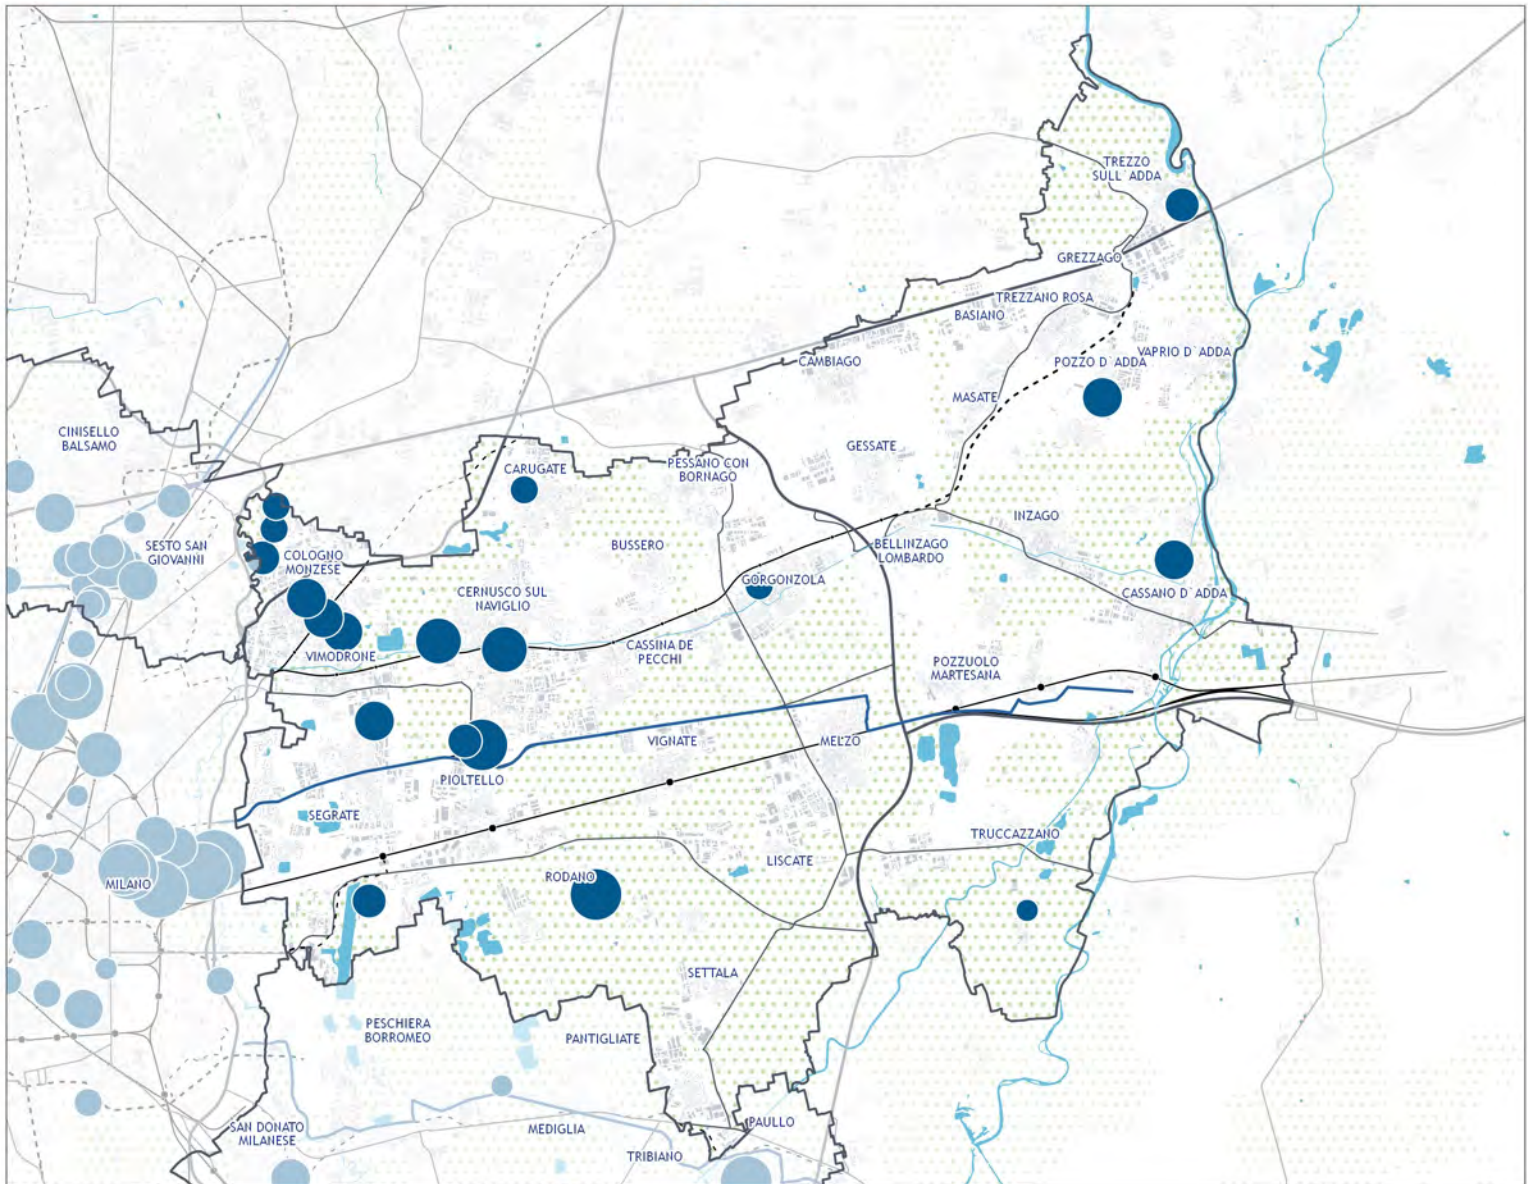 TREZZO
SULL`ADDA
GREZZAGO
TREZZANO ROSA
BASIANO
VAPRIO D`ADDA
CAMBIAGO
POZZO D`ADDA
MASATE
CINISELLO
BALSAMO
GESSATE
CARUGATE
PESSANO CON
BORNAGO
INZAGO
SESTO SAN
GIOVANNI
COLOGNO
MONZESE
BUSSERO
BELLINZAGO
LOMBARDO
GORGONZOLA
CERNUSCO SUL
NAVIGLIO
CASSANO D`ADDA
VIMODRONE
CASSINA DE
PECCHI
POZZUOLO
MARTESANA
VIGNATE
MELZO
PIOLTELLO
SEGRATE
TRUCCAZZANO
LISCATE
RODANO
MILANO
SETTALA
PESCHIERA
BORROMEO
PANTIGLIATE
SAN DONATO
MILANESE
MEDIGLIA
PAULLO
TRIBIANO